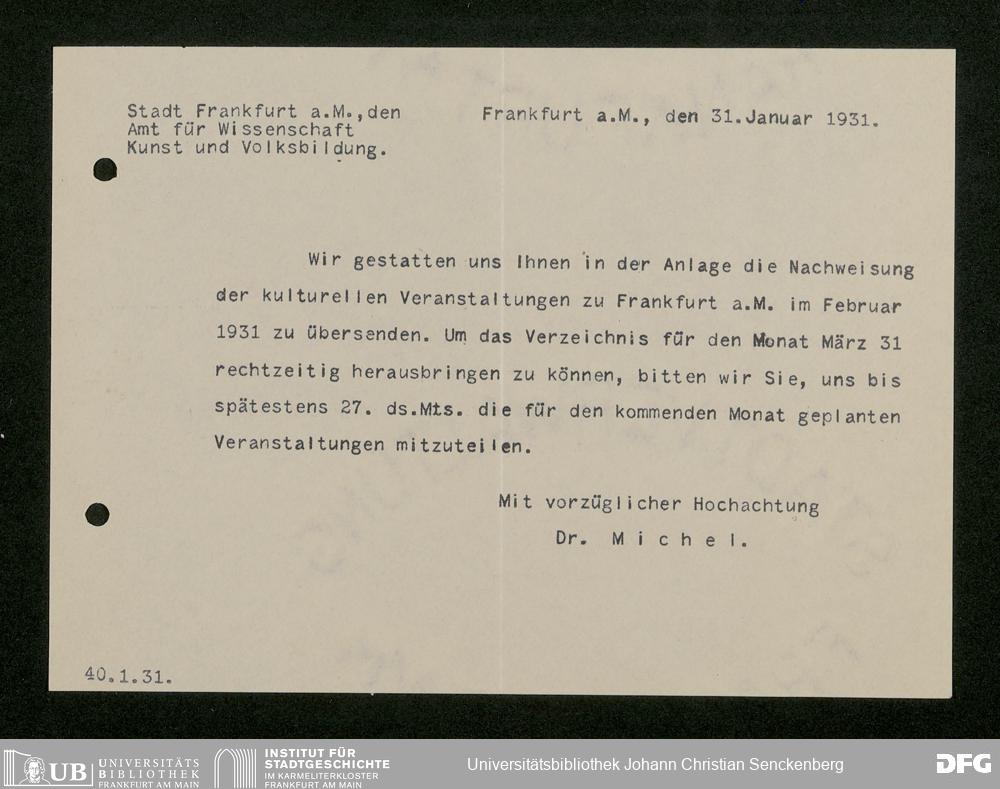 Stadt Frankfurt a.M.,den
Amt für Wissenschaft
Kunst und Volksbildung.
Frankfurt a.M., den 31.Januar 1931.
Wir gestatten uns Ihnen in der Anlage die Nachweisung
der kulturellen Veranstaltungen zu Frankfurt a.M. im Februar
1931 zu übersenden. Um das Verzeichnis für den Monat März 31
rechtzeitig herausbringen zu können, bitten wir Sie, uns bis
spätestens 27. ds.Mts. die für den kommenden Monat geplanten
Veranstaltungen mitzuteilen.
Mit vorzüglicher Hochachtung
Dr. M i c h e l.
40.1.31.
UB UNIVERSITÄTS
BIBLIOTHEK
FRANKFURT AM MAIN
INSTITUT FÜR
STADTGESCHICHTE
IM KARMELITERKLOSTER
FRANKFURT AM MAIN
Universitätsbibliothek Johann Christian Senckenberg
DFG